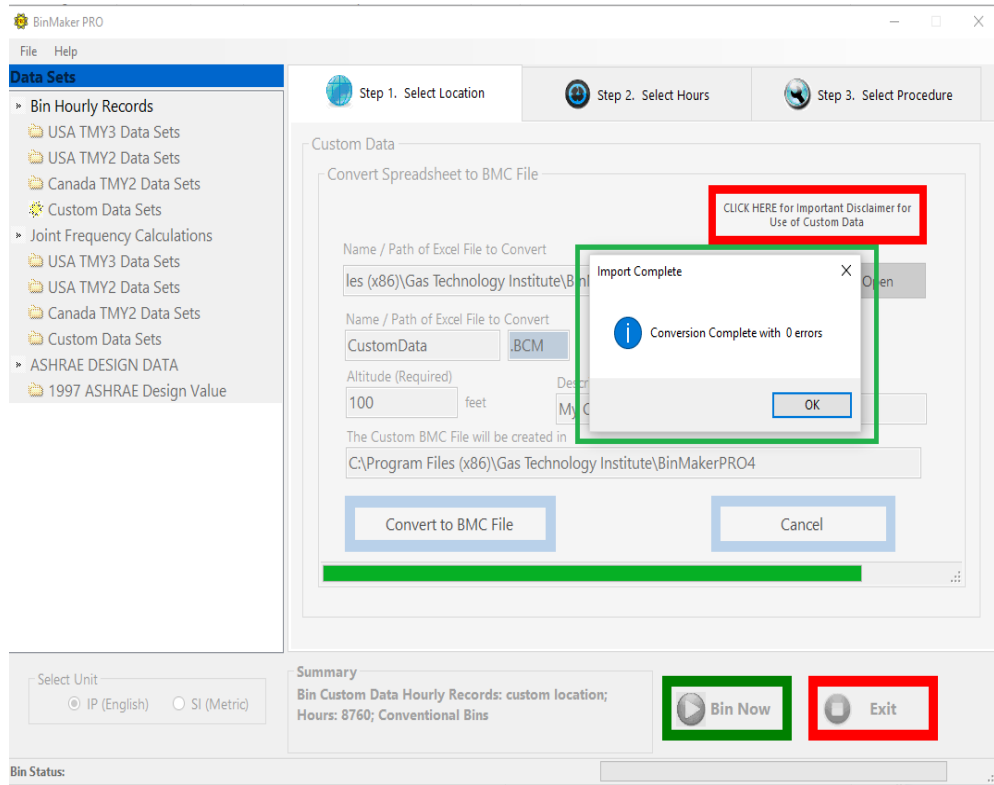 BinMaker PRO
File Help
Data Sets
Bin Hourly Records
USA TMY3 Data Sets
USA TMY2 Data Sets
Canada TMY2 Data Sets
Custom Data Sets
Joint Frequency Calculations
USA TMY3 Data Sets
USA TMY2 Data Sets
Canada TMY2 Data Sets
Custom Data Sets
ASHRAE DESIGN DATA
1997 ASHRAE Design Value
Step 1. Select Location
Step 2. Select Hours
Step 3. Select Procedure
Custom Data
Convert Spreadsheet to BMC File
CLICK HERE for Important Disclaimer for
Use of Custom Data
Name / Path of Excel File to Convert
les (x86)\Gas Technology Institute\Bin
Open
Import Complete
Conversion Complete with 0 errors
OK
Name / Path of Excel File to Convert
CustomData .BCM
Altitude (Required)
100 feet
Descr
My C
The Custom BMC File will be created in
C:\Program Files (x86)\Gas Technology Institute\BinMakerPRO4
Convert to BMC File
Cancel
Select Unit
IP (English) SI (Metric)
Summary
Bin Custom Data Hourly Records: custom location;
Hours: 8760; Conventional Bins
Bin Now
Exit
Bin Status: